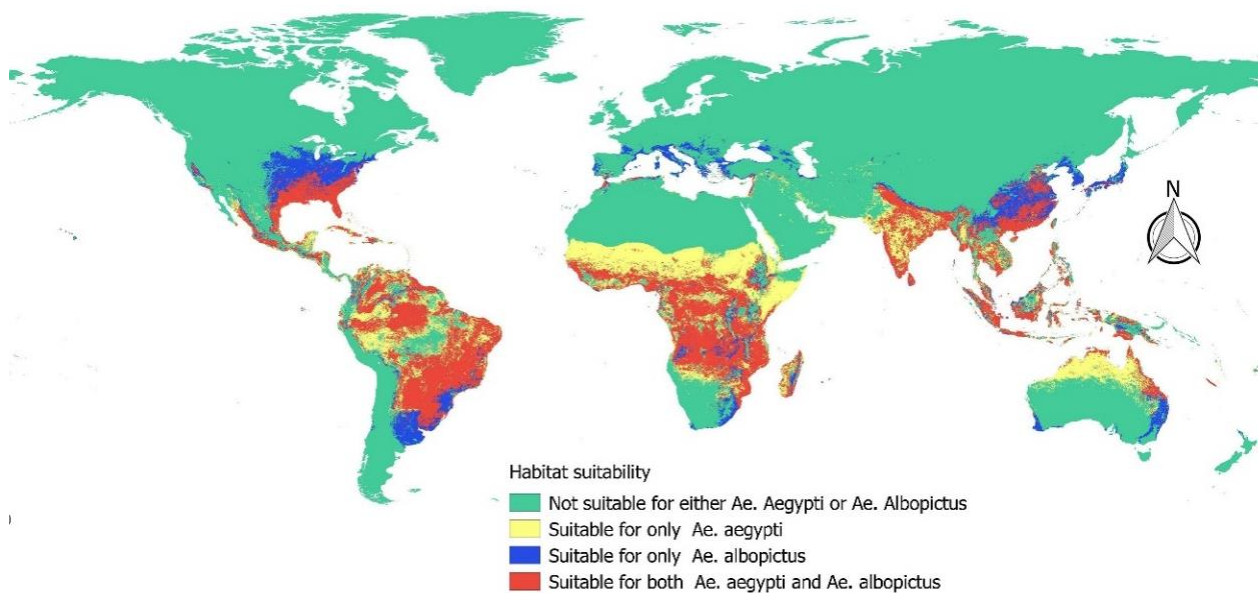 N
Habitat suitability
Not suitable for either Ae. Aegypti or Ae. Albopictus
Suitable for only Ae. aegypti
Suitable for only Ae. albopictus
Suitable for both Ae. aegypti and Ae. albopictus